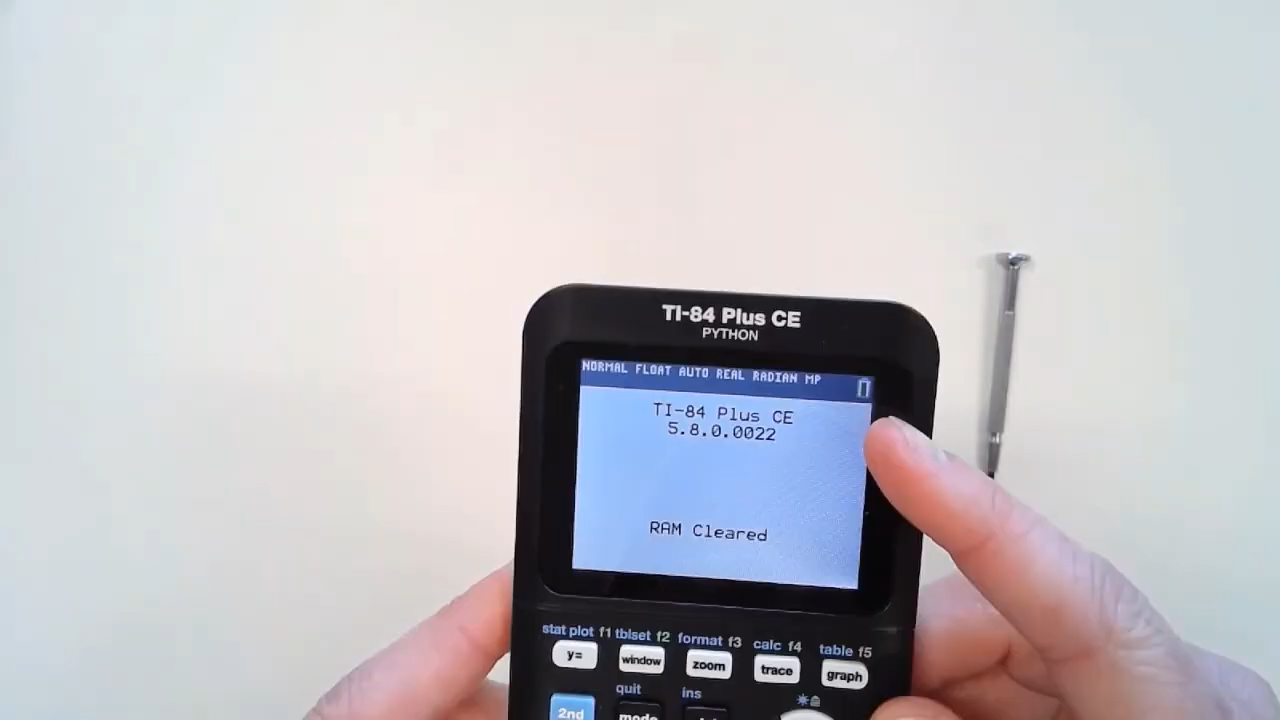 TI-84 Plus CE
PYTHON
NORMAL FLOAT AUTO REAL RADIAN MP
TI-84 Plus CE
5.8.0.0022
RAM Cleared
stat plot f1 tblset f2 format f3 calc f4 table f5
y= window zoom trace graph
quit ins
2nd mode